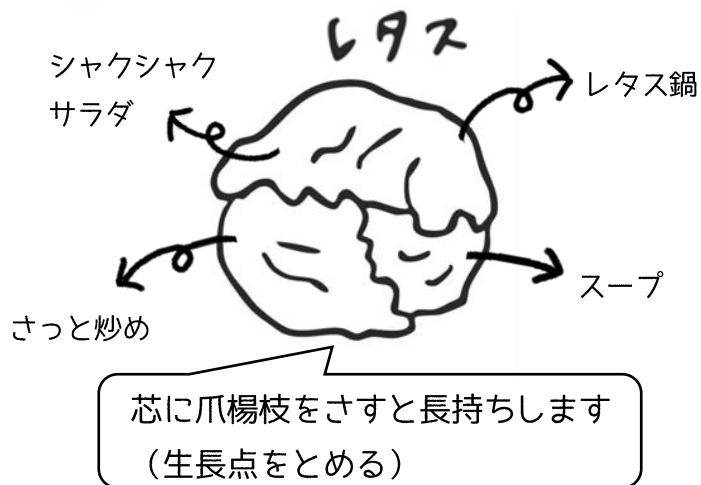 レタス
シャクシャク
サラダ
レタス鍋
さっと炒め
スープ
芯に爪楊枝をさすと長持ちします
（生長点をとめる）